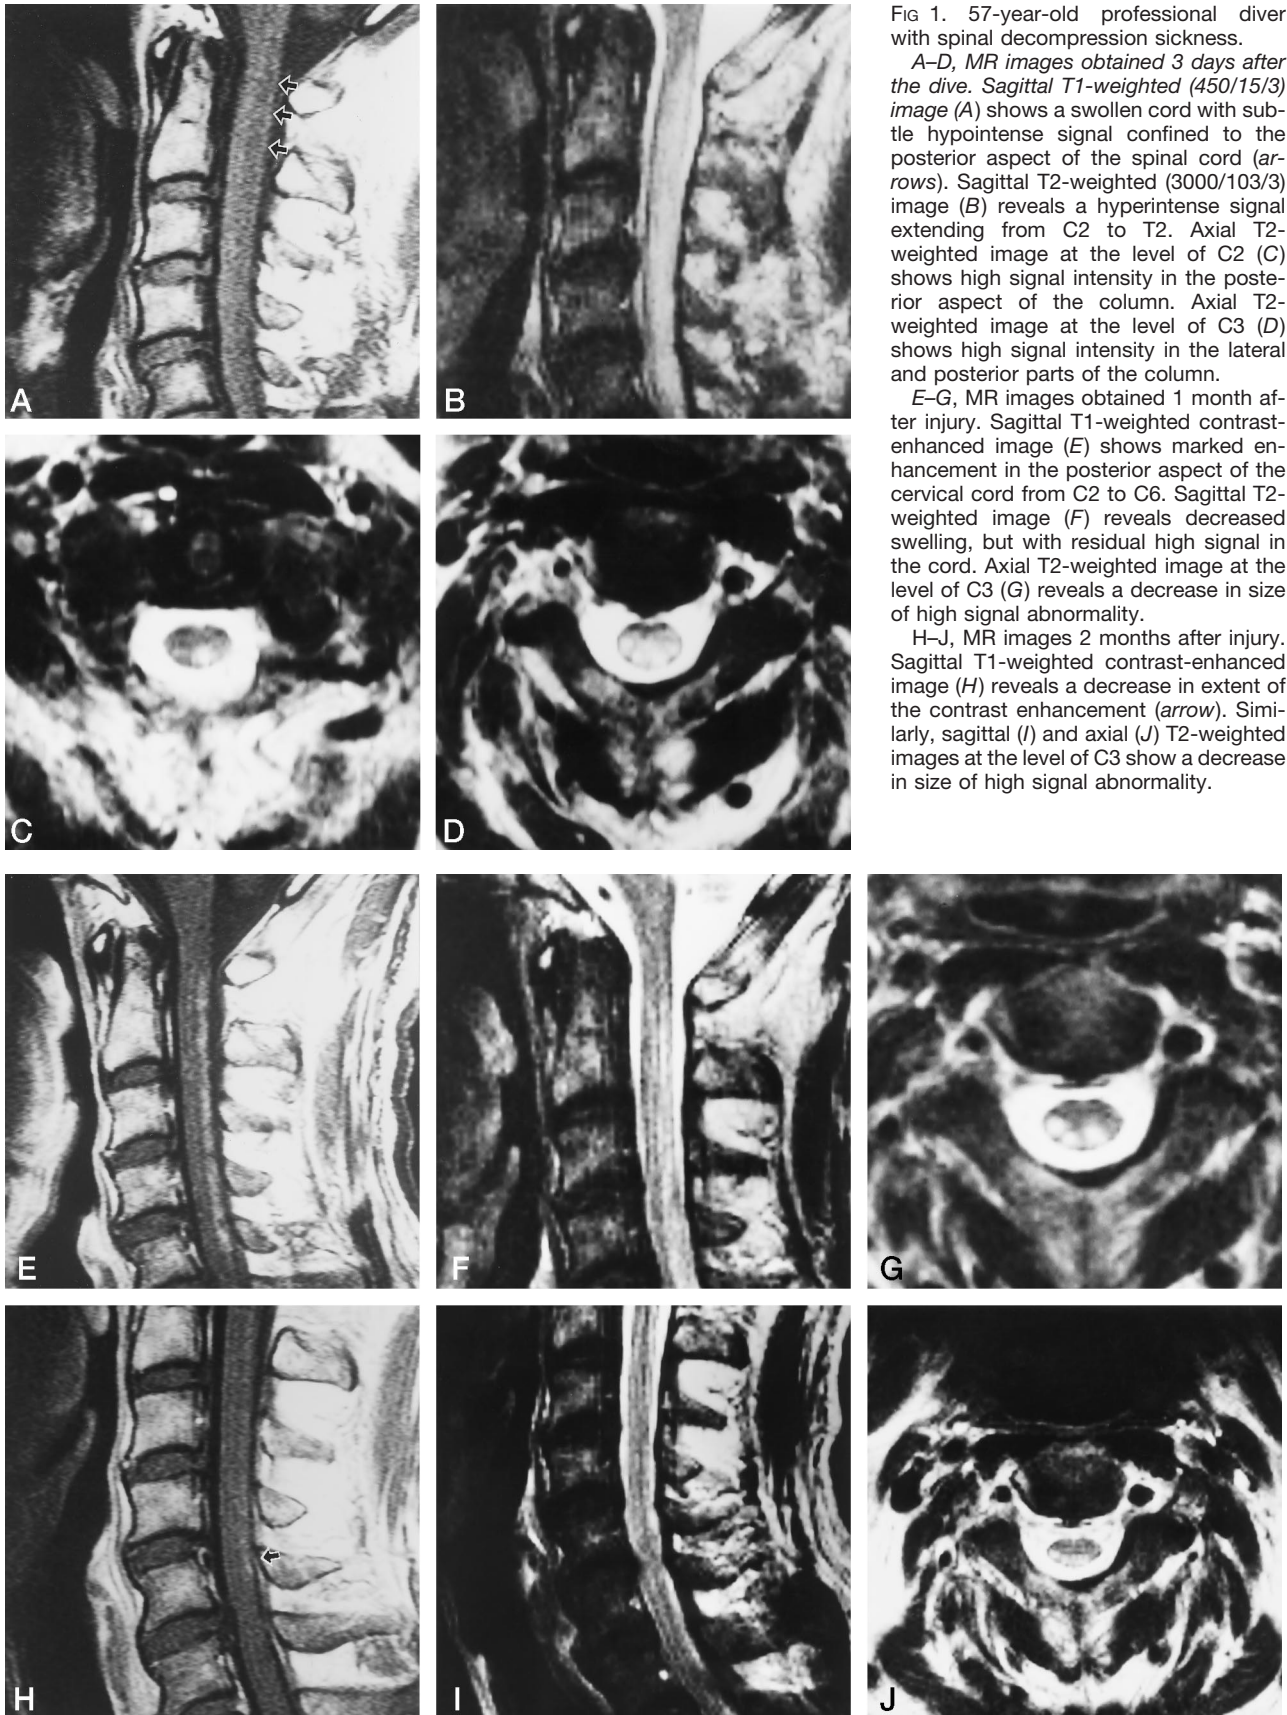 FIG 1. 57-year-old professional diver
with spinal decompression sickness.
A–D, MR images obtained 3 days after
the dive. Sagittal T1-weighted (450/15/3)
image (A) shows a swollen cord with sub-
tle hypointense signal confined to the
posterior aspect of the spinal cord (ar-
rows). Sagittal T2-weighted (3000/103/3)
image (B) reveals a hyperintense signal
extending from C2 to T2. Axial T2-
weighted image at the level of C2 (C)
shows high signal intensity in the poste-
rior aspect of the column. Axial T2-
weighted image at the level of C3 (D)
shows high signal intensity in the lateral
and posterior parts of the column.
E–G, MR images obtained 1 month af-
ter injury. Sagittal T1-weighted contrast-
enhanced image (E) shows marked en-
hancement in the posterior aspect of the
cervical cord from C2 to C6. Sagittal T2-
weighted image (F) reveals decreased
swelling, but with residual high signal in
the cord. Axial T2-weighted image at the
level of C3 (G) reveals a decrease in size
of high signal abnormality.
H–J, MR images 2 months after injury.
Sagittal T1-weighted contrast-enhanced
image (H) reveals a decrease in extent of
the contrast enhancement (arrow). Simi-
larly, sagittal (I) and axial (J) T2-weighted
images at the level of C3 show a decrease
in size of high signal abnormality.
A
B
C
D
E
F
G
H
I
J